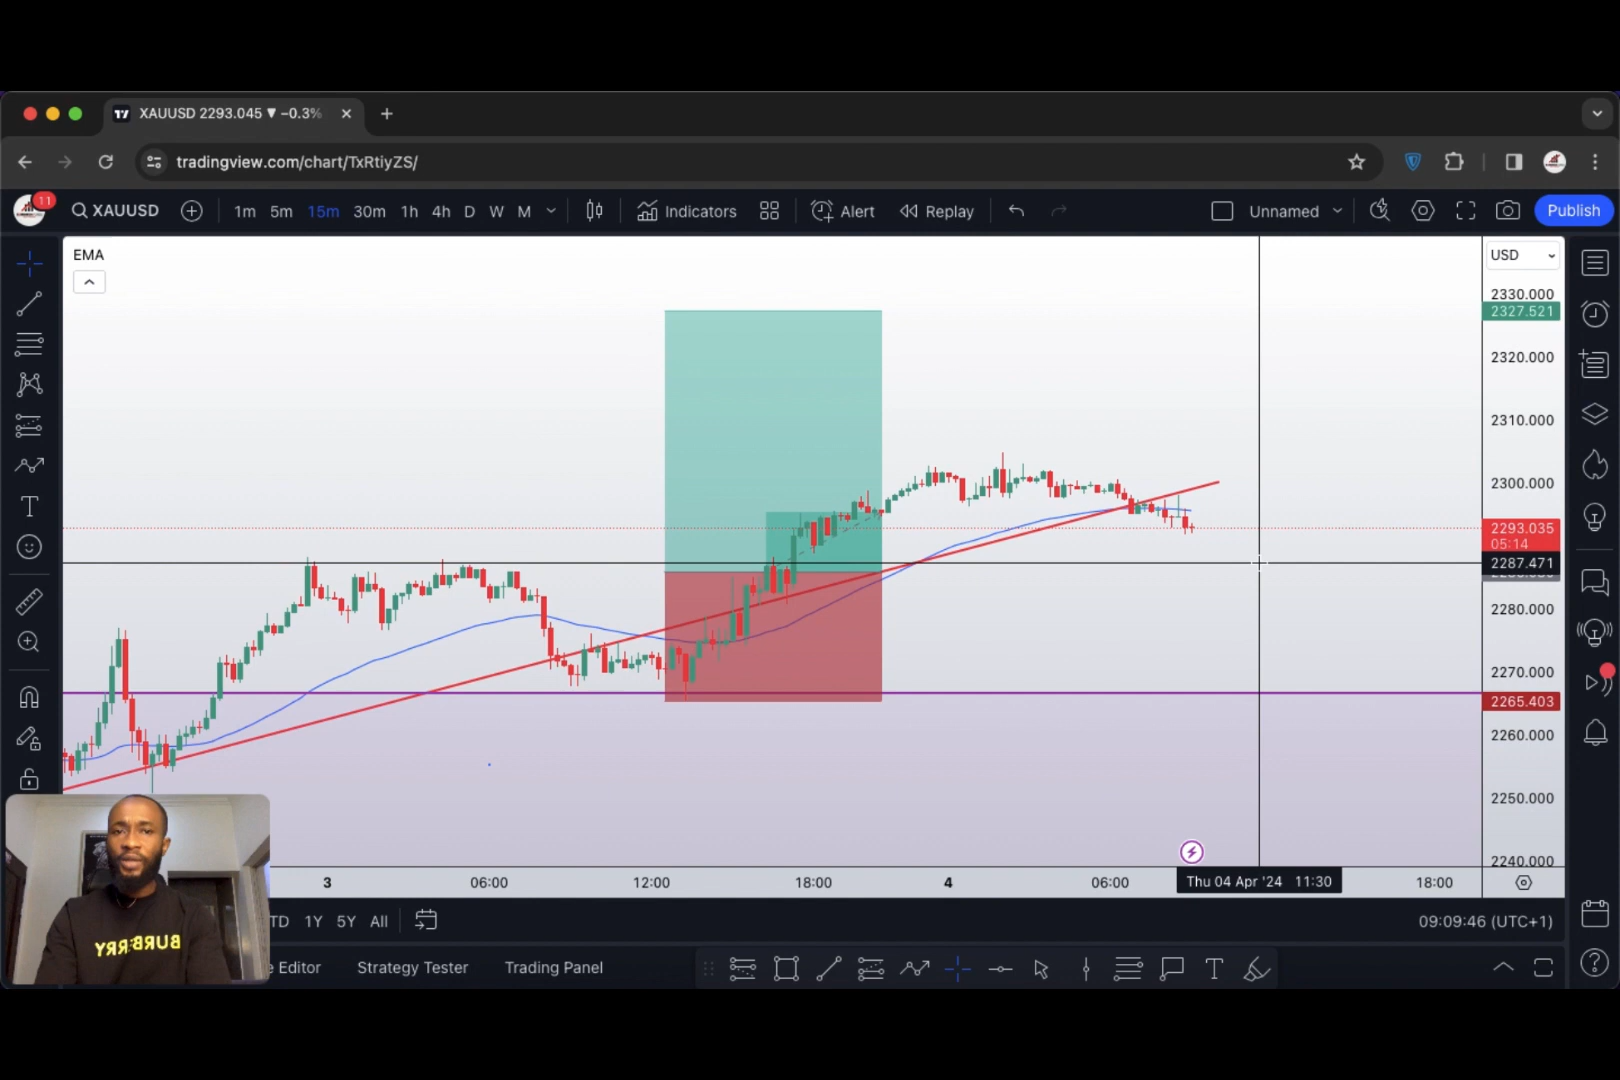 XAUUSD 2293.045 ▼ −0.3%
tradingview.com/chart/TxRtiyZS/
11
XAUUSD 1m 5m 15m 30m 1h 4h D W M Indicators Alert Replay Unnamed Publish
EMA
USD
2330.000
2327.521
2320.000
2310.000
2300.000
2293.035
05:14
2287.471
2280.000
2270.000
2265.403
2260.000
2250.000
2240.000
3 06:00 12:00 18:00 4 06:00 Thu 04 Apr '24 11:30 18:00
TD 1Y 5Y All 09:09:46 (UTC+1)
BURBERRY
e Editor Strategy Tester Trading Panel